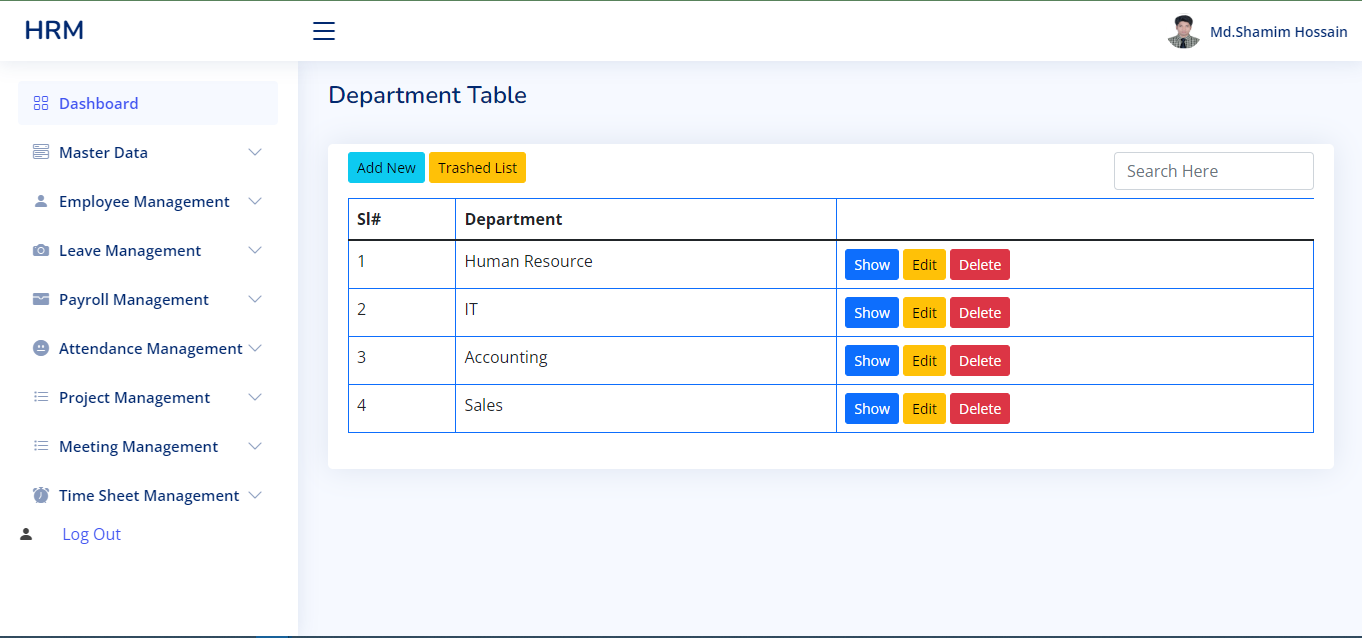 HRM
Md.Shamim Hossain
Dashboard
Master Data
Employee Management
Leave Management
Payroll Management
Attendance Management
Project Management
Meeting Management
Time Sheet Management
Log Out
Department Table
Add New Trashed List Search Here
Sl# Department
1 Human Resource Show Edit Delete
2 IT Show Edit Delete
3 Accounting Show Edit Delete
4 Sales Show Edit Delete